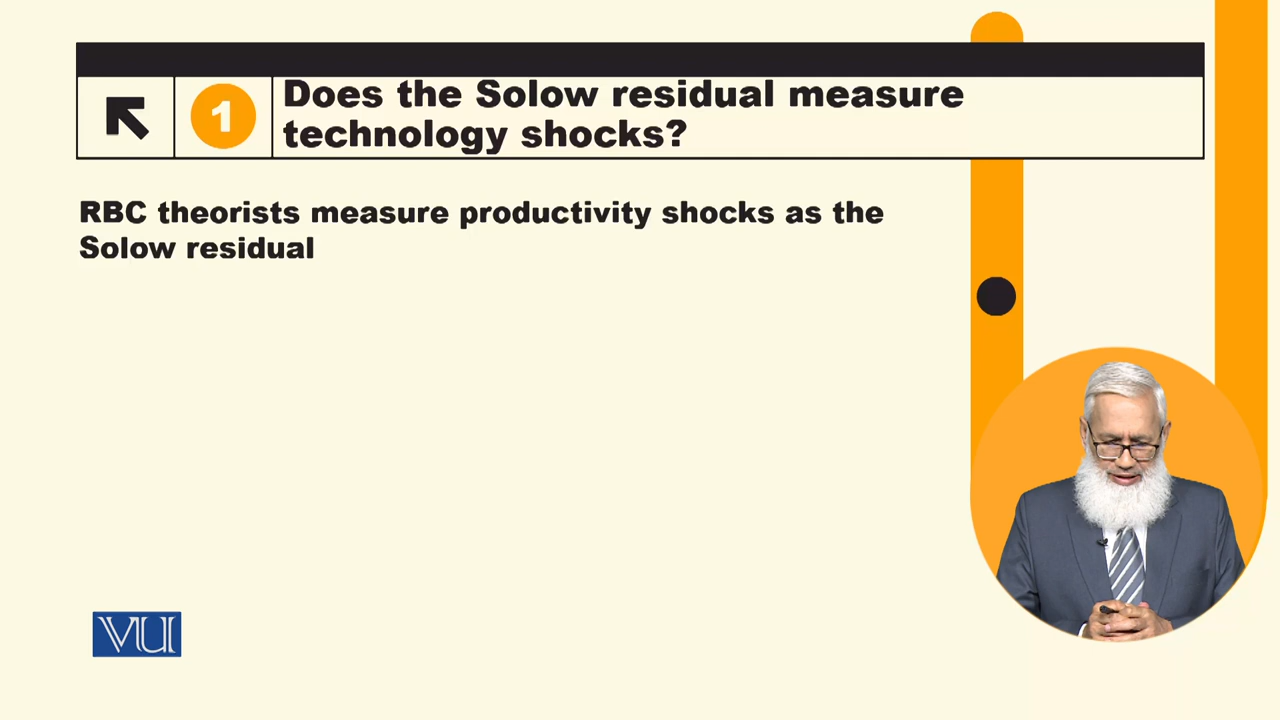 1
Does the Solow residual measure
technology shocks?
RBC theorists measure productivity shocks as the
Solow residual
VU